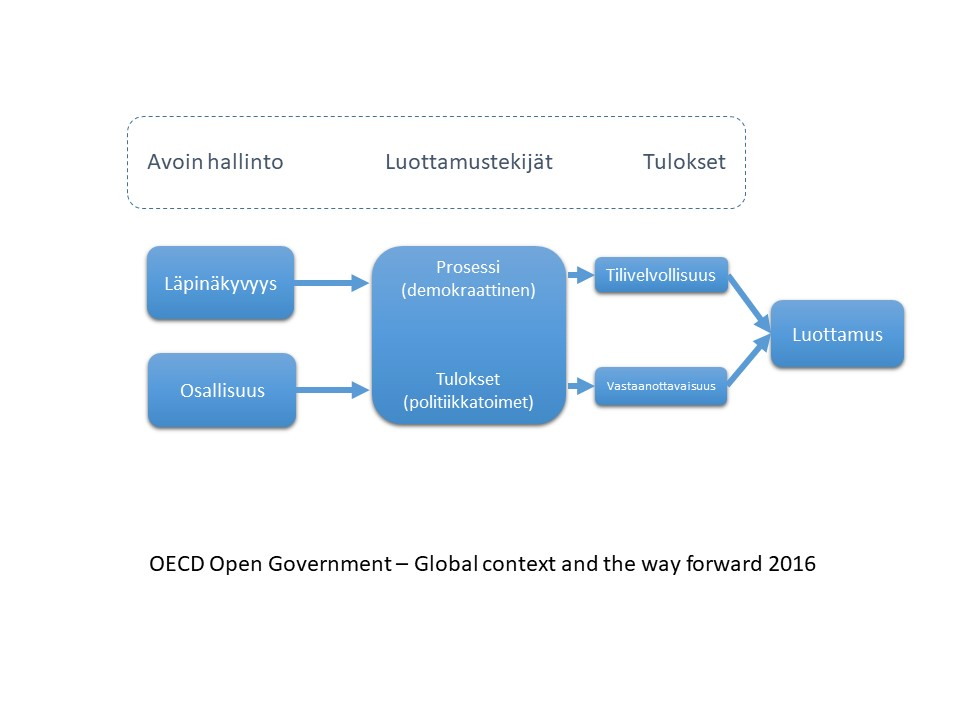 Avoin hallinto
Luottamustekijät
Tulokset
Läpinäkyvyys
Osallisuus
Prosessi
(demokraattinen)
Tulokset
(politiikkatoimet)
Tilivelvollisuus
Vastaanottavaisuus
Luottamus
OECD Open Government – Global context and the way forward 2016